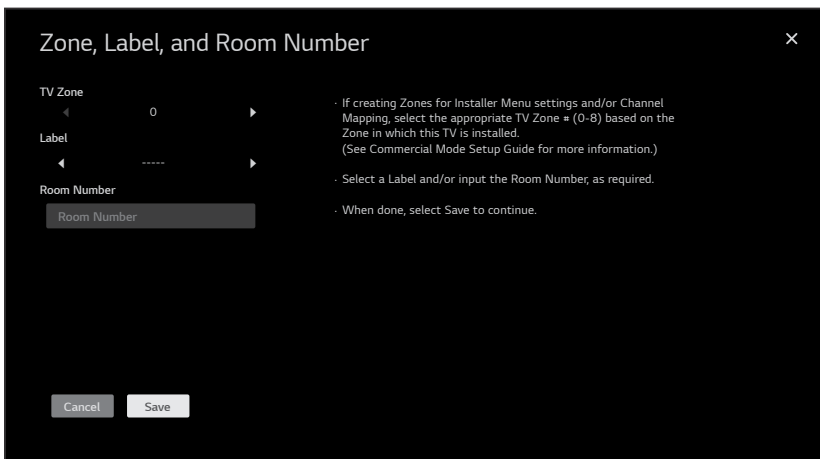 Zone, Label, and Room Number
TV Zone
0
Label
-----
Room Number
Room Number
· If creating Zones for Installer Menu settings and/or Channel
Mapping, select the appropriate TV Zone # (0-8) based on the
Zone in which this TV is installed.
(See Commercial Mode Setup Guide for more information.)
· Select a Label and/or input the Room Number, as required.
· When done, select Save to continue.
Cancel
Save